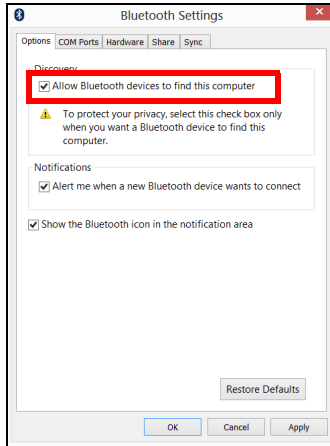 Bluetooth Settings
×
Options COM Ports Hardware Share Sync
Discovery
Allow Bluetooth devices to find this computer
To protect your privacy, select this check box only
when you want a Bluetooth device to find this
computer.
Notifications
Alert me when a new Bluetooth device wants to connect
Show the Bluetooth icon in the notification area
Restore Defaults
OK Cancel Apply